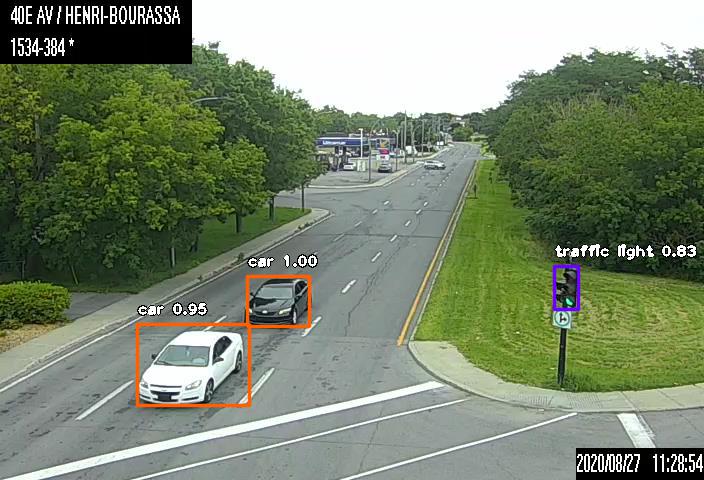 40E AV / HENRI-BOURASSA
1534-384 *
traffic light 0.83
car 1.00
car 0.95
2020/08/27 11:28:54